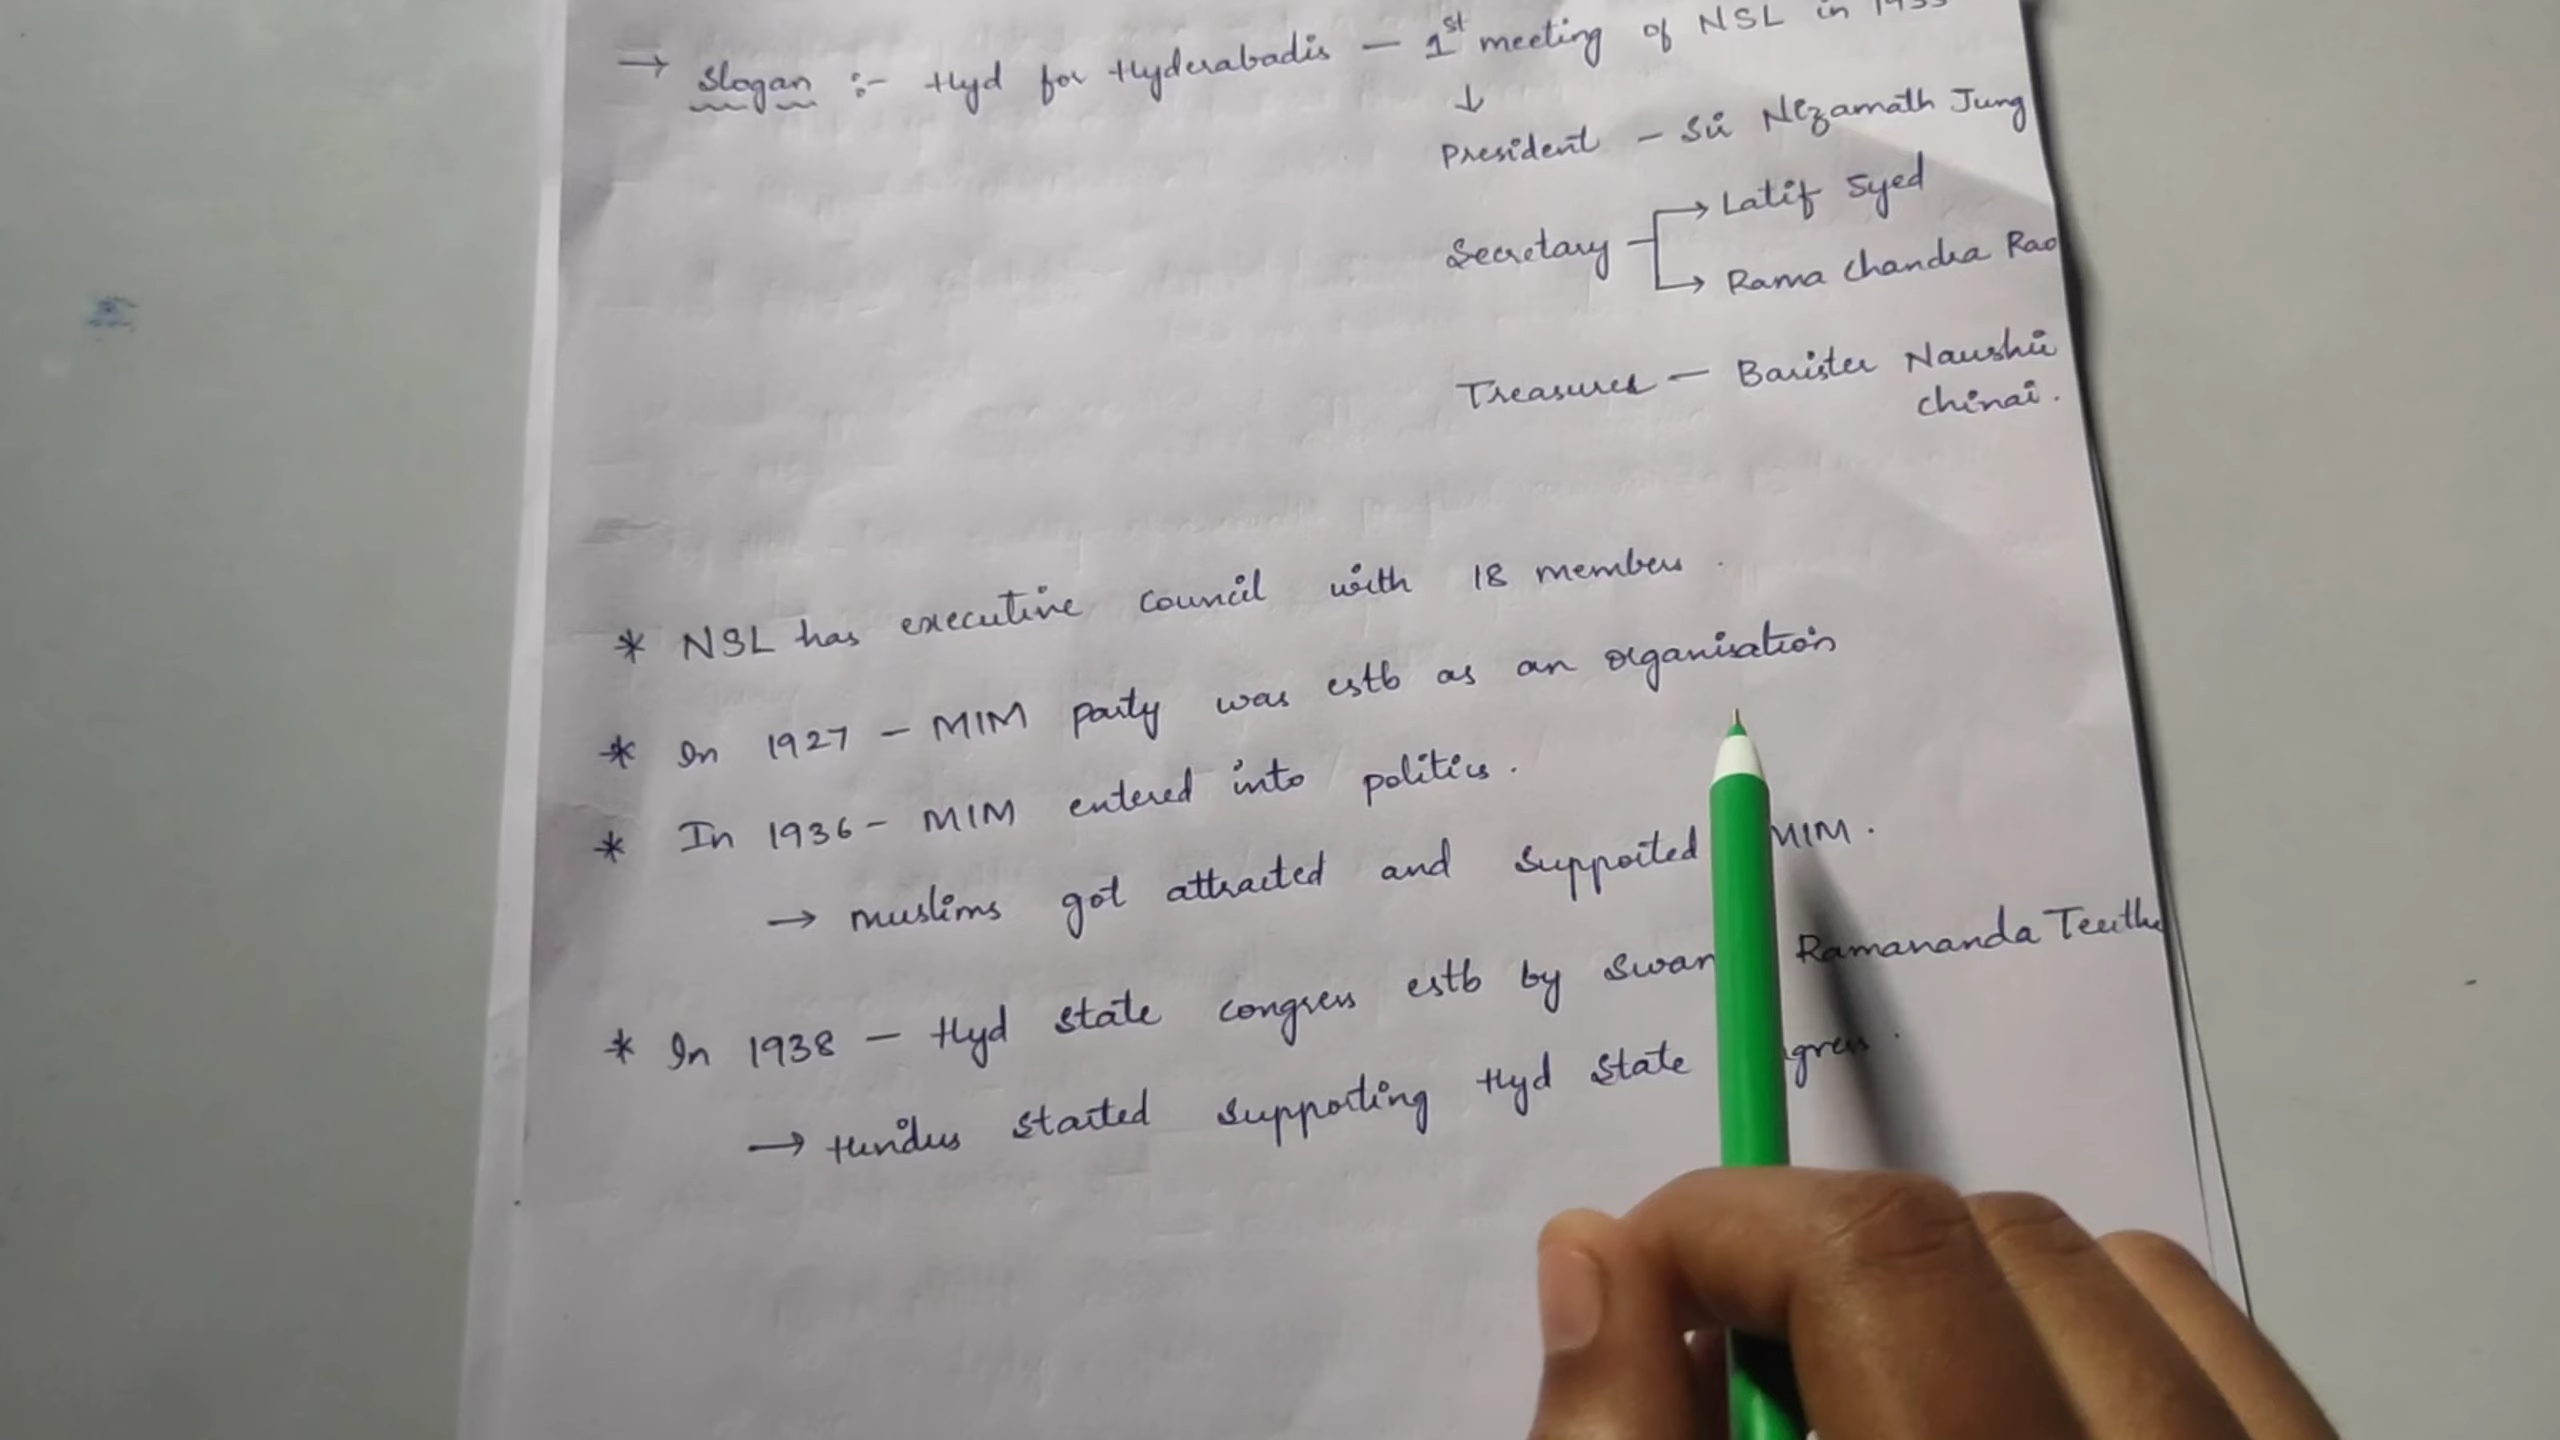 → Slogan :- Hyd for Hyderabadis — 1st meeting of NSL in
↓
President - Sir Nizamath Jung
Secretary → Latif Syed
→ Rama Chandra Rao
Treasurer — Barister Naushir
Chinai.
* NSL has executive council with 18 members.
* In 1927 - MIM party was estb as an organisation
* In 1936 - MIM entered into politics.
→ Muslims got attracted and supported MIM.
* In 1938 - Hyd state congress estb by Ramananda
→ Hindus started supporting Hyd State